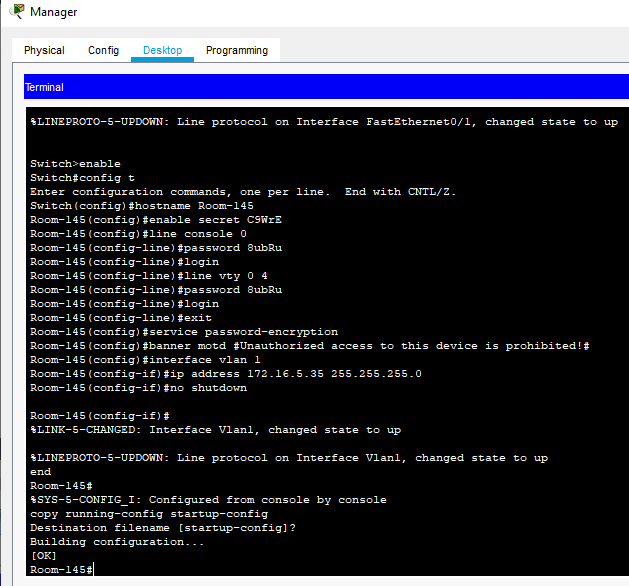 Manager
Physical Config Desktop Programming
Terminal
%LINEPROTO-5-UPDOWN: Line protocol on Interface FastEthernet0/1, changed state to up
Switch>enable
Switch#config t
Enter configuration commands, one per line.  End with CNTL/Z.
Switch(config)#hostname Room-145
Room-145(config)#enable secret C9WrE
Room-145(config)#line console 0
Room-145(config-line)#password 8ubRu
Room-145(config-line)#login
Room-145(config-line)#line vty 0 4
Room-145(config-line)#password 8ubRu
Room-145(config-line)#login
Room-145(config-line)#exit
Room-145(config)#service password-encryption
Room-145(config)#banner motd #Unauthorized access to this device is prohibited!#
Room-145(config)#interface vlan 1
Room-145(config-if)#ip address 172.16.5.35 255.255.255.0
Room-145(config-if)#no shutdown
Room-145(config-if)#
%LINK-5-CHANGED: Interface Vlan1, changed state to up
%LINEPROTO-5-UPDOWN: Line protocol on Interface Vlan1, changed state to up
end
Room-145#
%SYS-5-CONFIG_I: Configured from console by console
copy running-config startup-config
Destination filename [startup-config]?
Building configuration...
[OK]
Room-145#